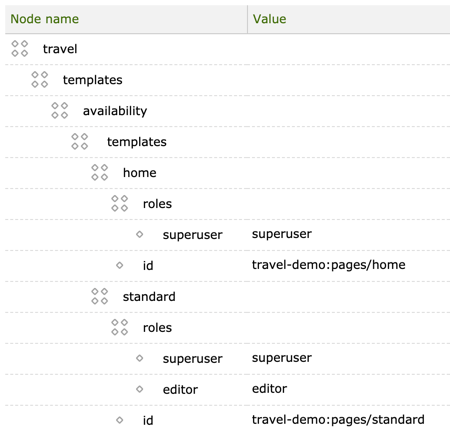 Node name Value
travel
templates
availability
templates
home
roles
superuser superuser
id travel-demo:pages/home
standard
roles
superuser superuser
editor editor
id travel-demo:pages/standard